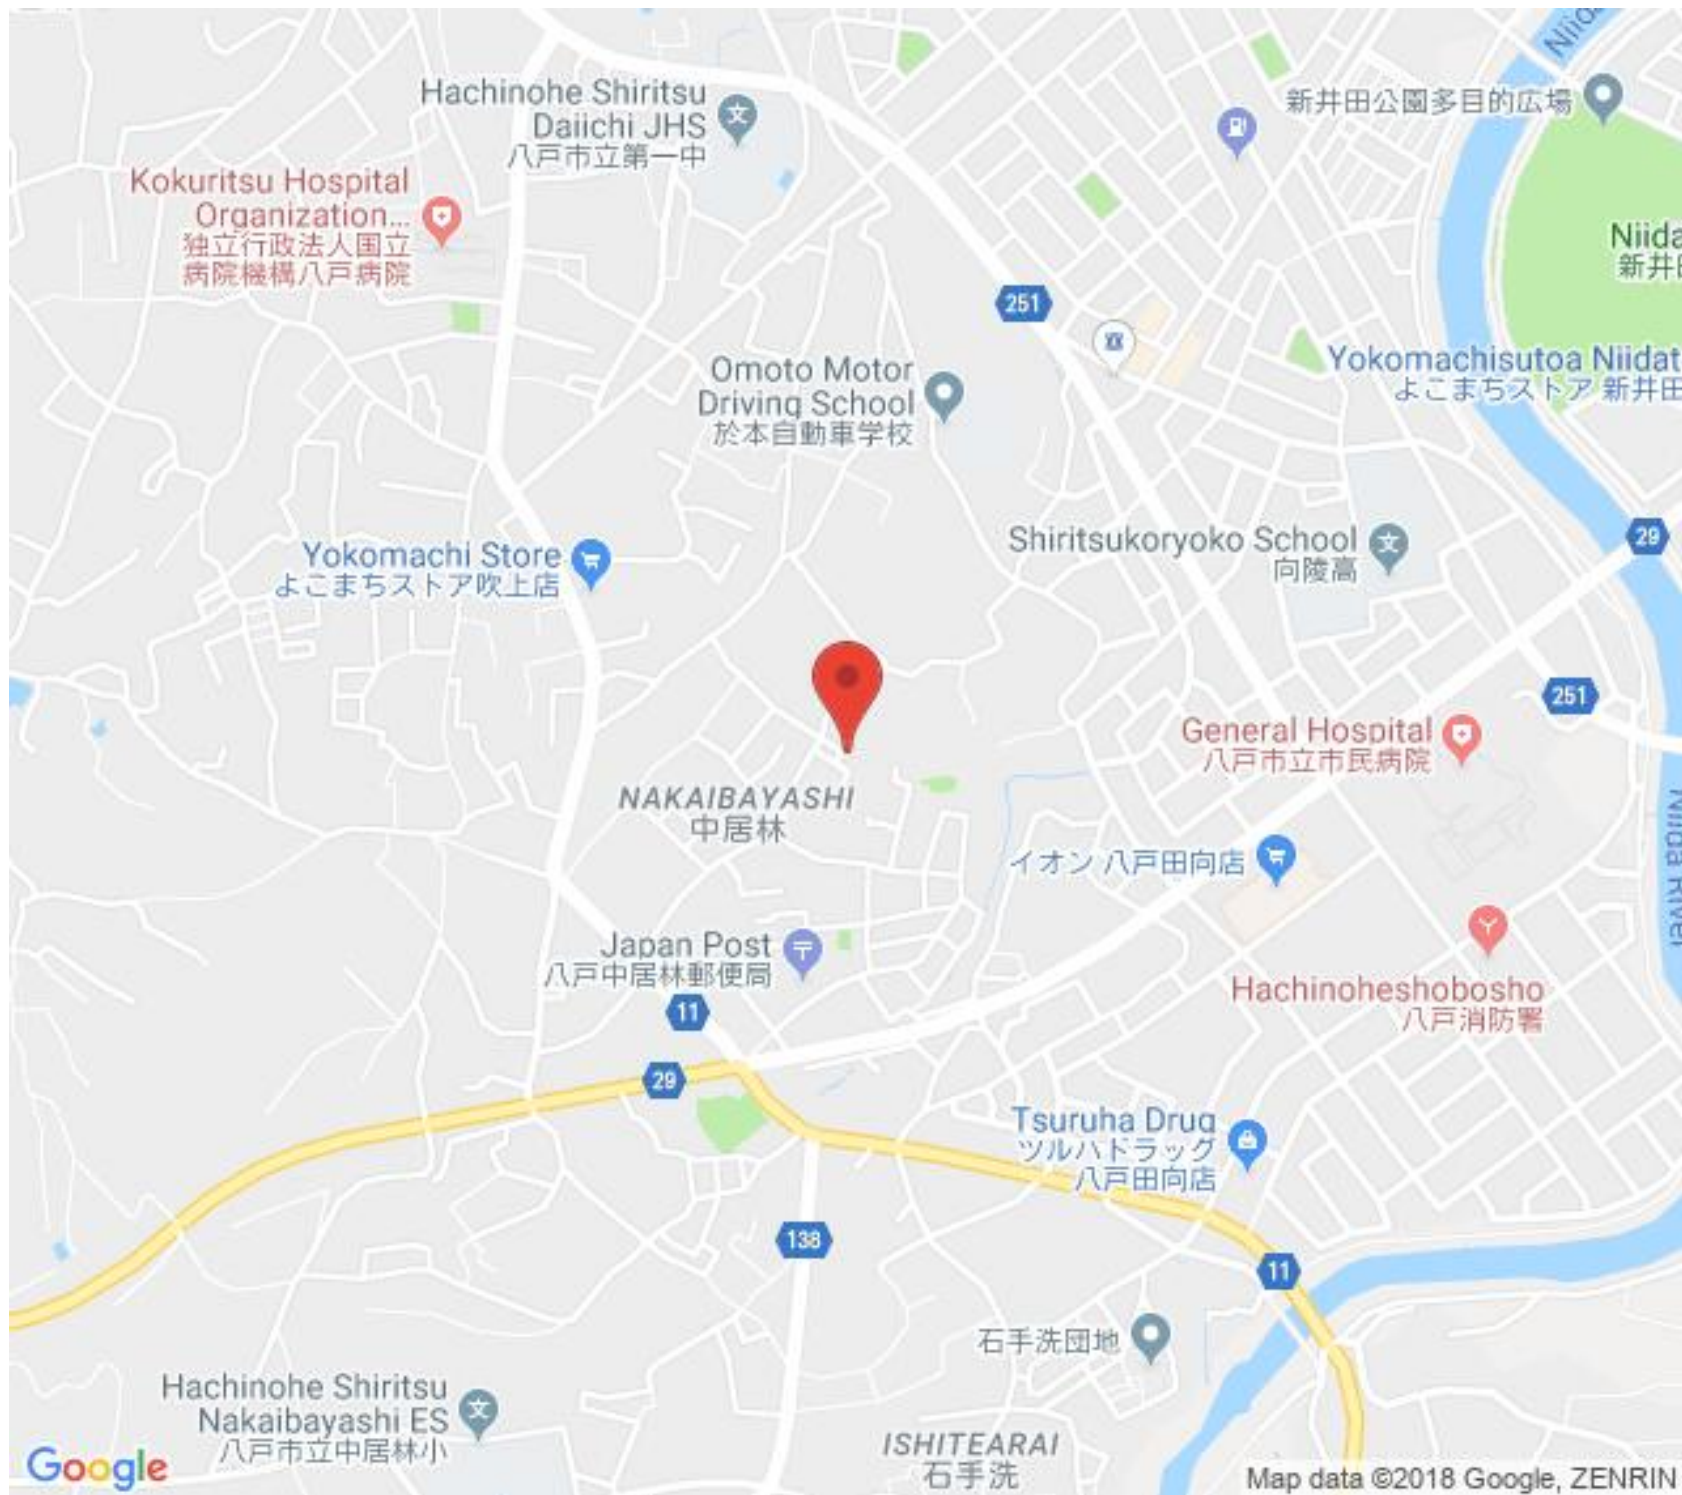 Hachinohe Shiritsu
Daiichi JHS
八戸市立第一中
新井田公園多目的広場
Kokuritsu Hospital
Organization...
独立行政法人国立
病院機構八戸病院
251
Omoto Motor
Driving School
於本自動車学校
Yokomachisutoa Niidat
よこまちストア 新井田
Shiritsukoryoko School
向陵高
29
Yokomachi Store
よこまちストア吹上店
251
General Hospital
八戸市立市民病院
NAKAIBAYASHI
中居林
イオン 八戸田向店
Niida River
Japan Post
八戸中居林郵便局
Hachinoheshobosho
八戸消防署
11
29
Tsuruha Drug
ツルハドラッグ
八戸田向店
138
11
石手洗団地
Hachinohe Shiritsu
Nakaibayashi ES
八戸市立中居林小
ISHITEARAI
石手洗
Google
Map data ©2018 Google, ZENRIN